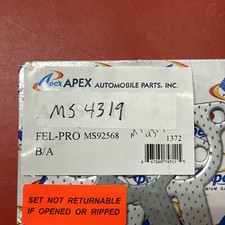 APEX APEX
AUTOMOBILE PARTS, INC.
MS 4319
FEL-PRO MS92568
1372
B/A
SET NOT RETURNABLE
IF OPENED OR RIPPED